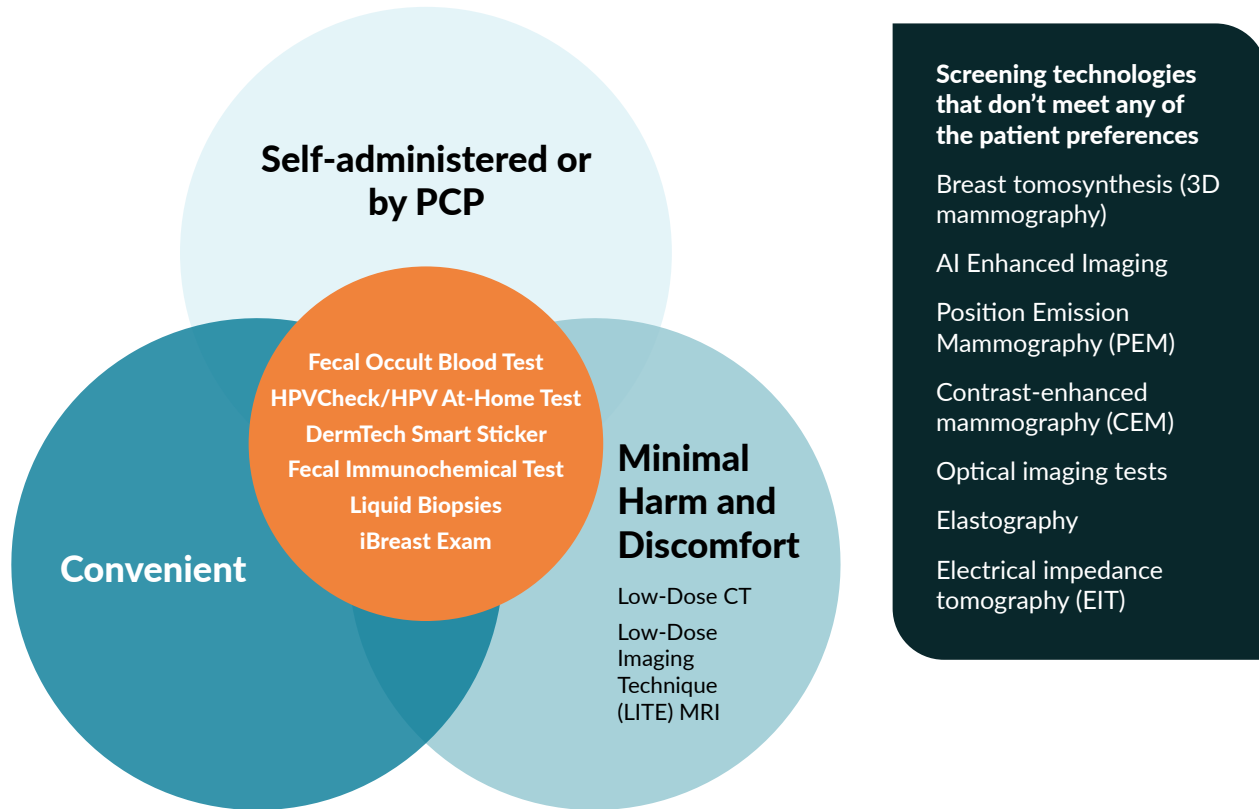 Self-administered or
by PCP
Fecal Occult Blood Test
HPVCheck/HPV At-Home Test
DermTech Smart Sticker
Fecal Immunochemical Test
Liquid Biopsies
iBreast Exam
Convenient
Minimal
Harm and
Discomfort
Low-Dose CT
Low-Dose
Imaging
Technique
(LITE) MRI
Screening technologies
that don’t meet any of
the patient preferences
Breast tomosynthesis (3D
mammography)
AI Enhanced Imaging
Position Emission
Mammography (PEM)
Contrast-enhanced
mammography (CEM)
Optical imaging tests
Elastography
Electrical impedance
tomography (EIT)